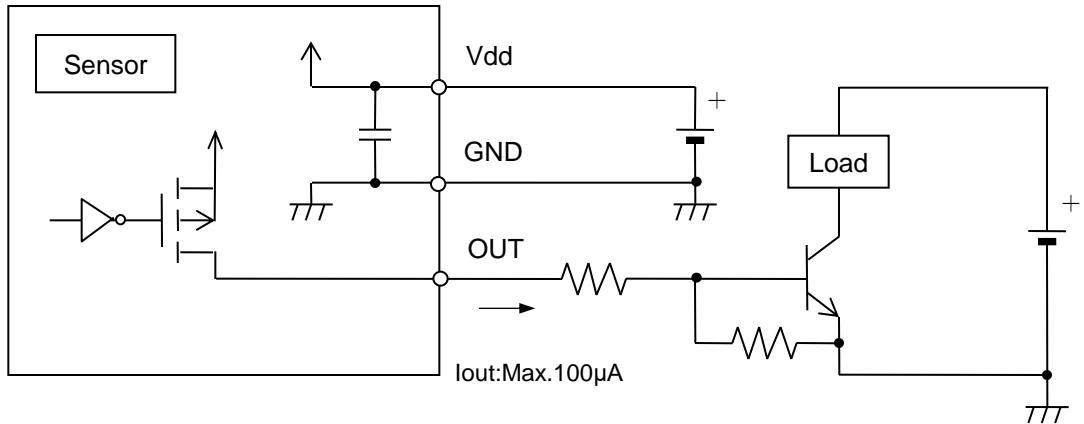 Sensor
Vdd
+
GND
Load
+
OUT
Iout:Max.100µA